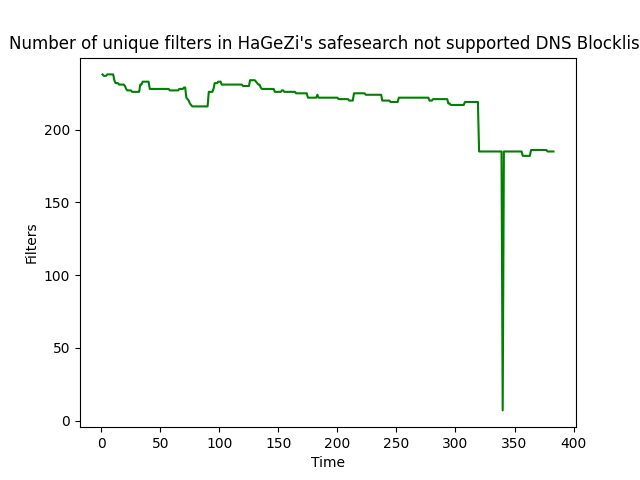 Number of unique filters in HaGeZi's safesearch not supported DNS Blocklis
Filters
200
150
100
50
0
0 50 100 150 200 250 300 350 400
Time